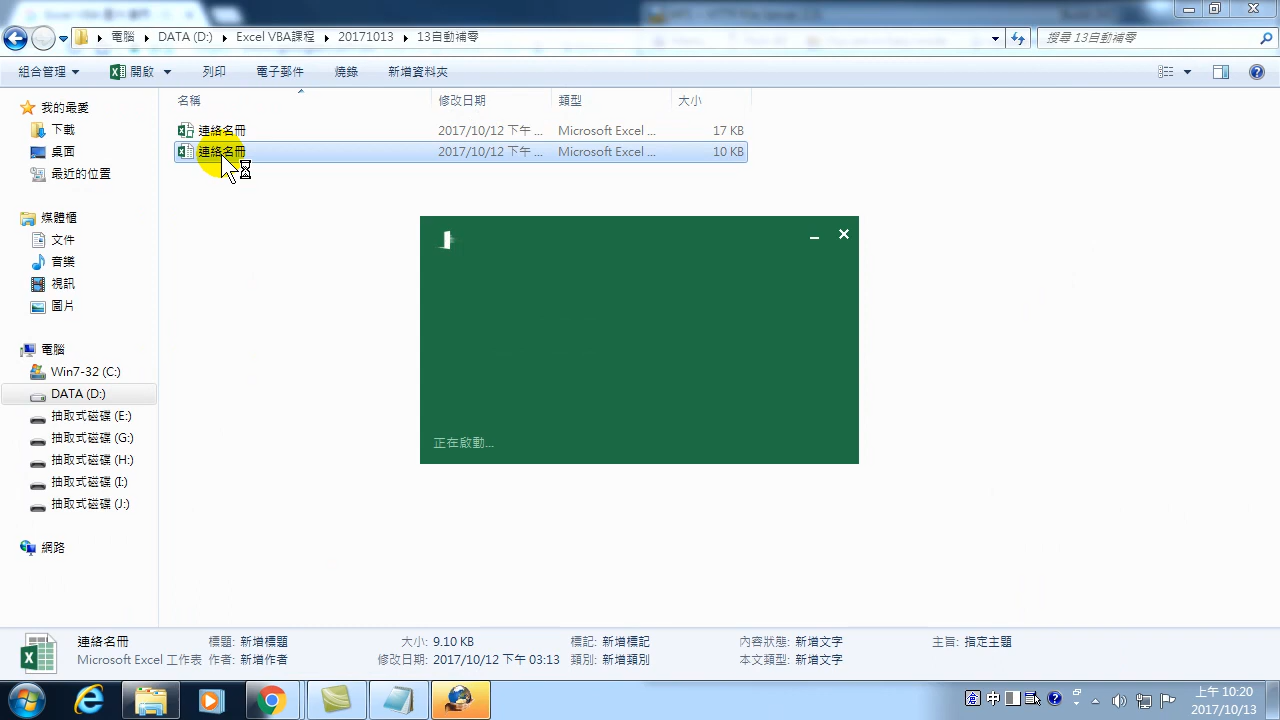 電腦 DATA (D:) Excel VBA課程 20171013 13自動補零
搜尋 13自動補零
組合管理 開啟 列印 電子郵件 燒錄 新增資料夾
名稱 修改日期 類型 大小
連絡名冊 2017/10/12 下午 ... Microsoft Excel ... 17 KB
連絡名冊 2017/10/12 下午 ... Microsoft Excel ... 10 KB
我的最愛
下載
桌面
最近的位置
媒體櫃
文件
音樂
視訊
圖片
電腦
Win7-32 (C:)
DATA (D:)
抽取式磁碟 (E:)
抽取式磁碟 (G:)
抽取式磁碟 (H:)
抽取式磁碟 (I:)
抽取式磁碟 (J:)
網路
正在啟動...
連絡名冊 標題: 新增標題 大小: 9.10 KB 標記: 新增標記 內容狀態: 新增文字 主旨: 指定主題
Microsoft Excel 工作表 作者: 新增作者 修改日期: 2017/10/12 下午 03:13 類別: 新增類別 本文類型: 新增文字
中
上午 10:20
2017/10/13